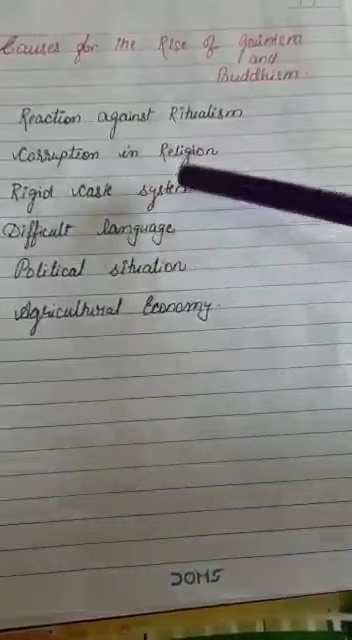 Causes for the Rise of Jainism
and
Buddhism.
Reaction against Ritualism
Corruption in Religion
Rigid Cask system
Difficult language
Political situation
Agricultural Economy.
DOMS